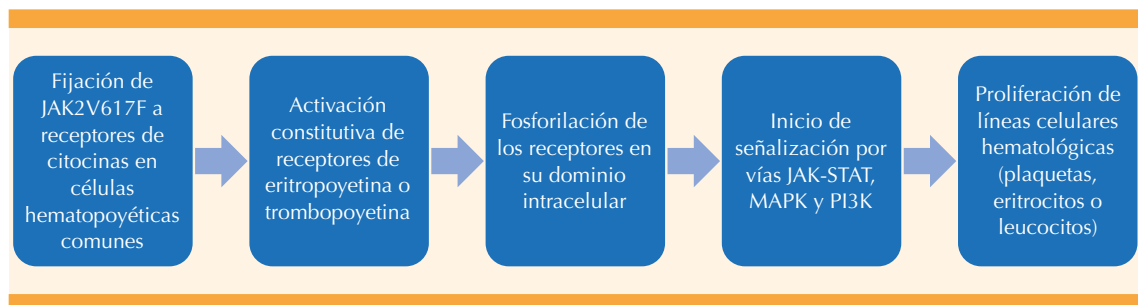 Fijación de
JAK2V617F a
receptores de
citocinas en
células
hematopoyéticas
comunes
Activación
constitutiva de
receptores de
eritropoyetina o
trombopoyetina
Fosforilación de
los receptores en
su dominio
intracelular
Inicio de
señalización por
vías JAK-STAT,
MAPK y PI3K
Proliferación de
líneas celulares
hematológicas
(plaquetas,
eritrocitos o
leucocitos)